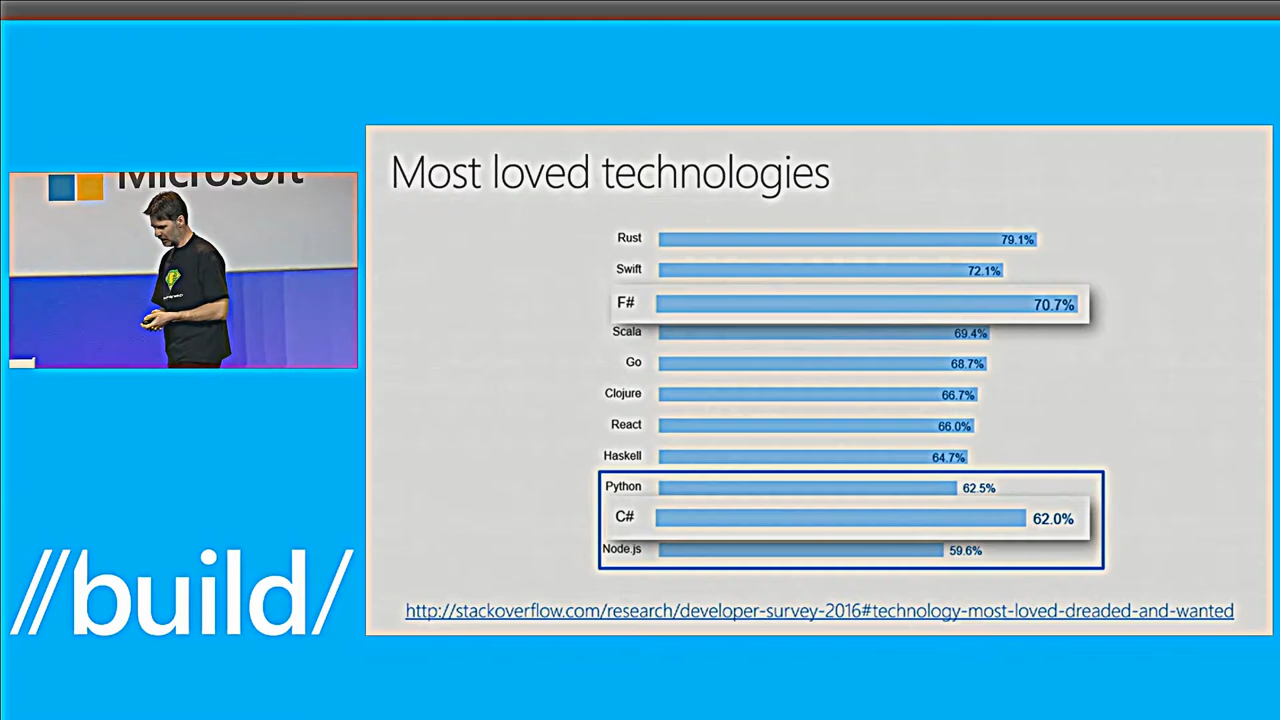 Microsoft
Most loved technologies
Rust 79.1%
Swift 72.1%
F# 70.7%
Scala 69.4%
Go 68.7%
Clojure 66.7%
React 66.0%
Haskell 64.7%
Python 62.5%
C# 62.0%
Node.js 59.6%
http://stackoverflow.com/research/developer-survey-2016#technology-most-loved-dreaded-and-wanted
//build/